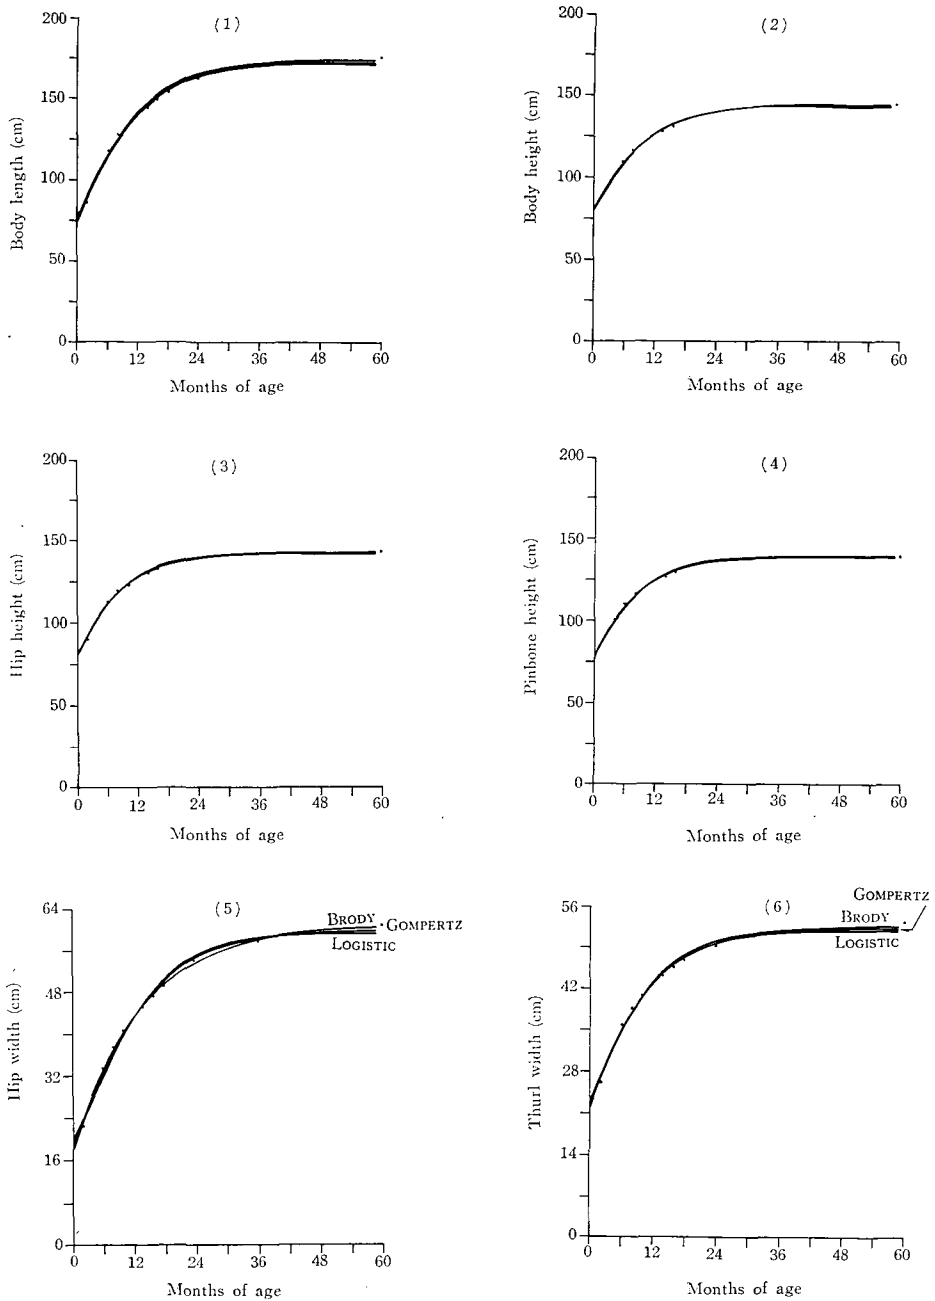 (1)
200
150
100
50
0
Body length (cm)
0 12 24 36 48 60
Months of age
(2)
200
150
100
50
0
Body height (cm)
0 12 24 36 48 60
Months of age
(3)
200
150
100
50
0
Hip height (cm)
0 12 24 36 48 60
Months of age
(4)
200
150
100
50
0
Pinbone height (cm)
0 12 24 36 48 60
Months of age
(5)
64
48
32
16
0
Hip width (cm)
BRODY
GOMPERTZ
LOGISTIC
0 12 24 36 48 60
Months of age
(6)
56
42
28
14
0
Thurl width (cm)
GOMPERTZ
BRODY
LOGISTIC
0 12 24 36 48 60
Months of age